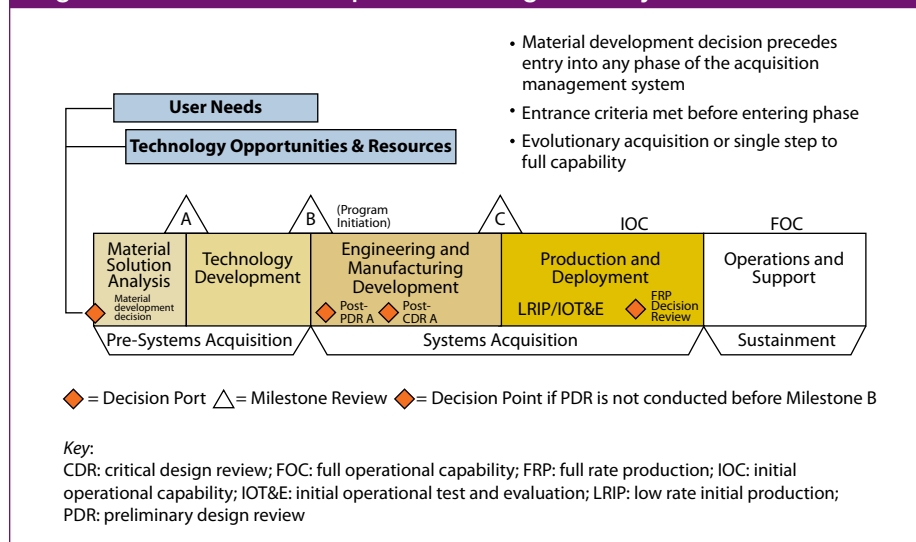 • Material development decision precedes
entry into any phase of the acquisition
management system
• Entrance criteria met before entering phase
• Evolutionary acquisition or single step to
full capability
User Needs
Technology Opportunities & Resources
A
B
(Program
Initiation)
C
IOC
FOC
Material
Solution
Analysis
Material
development
decision
Technology
Development
Engineering and
Manufacturing
Development
Post-
PDR A
Post-
CDR A
Production and
Deployment
LRIP/IOT&E
FRP
Decision
Review
Operations and
Support
Pre-Systems Acquisition
Systems Acquisition
Sustainment
= Decision Port = Milestone Review = Decision Point if PDR is not conducted before Milestone B
Key:
CDR: critical design review; FOC: full operational capability; FRP: full rate production; IOC: initial
operational capability; IOT&E: initial operational test and evaluation; LRIP: low rate initial production;
PDR: preliminary design review